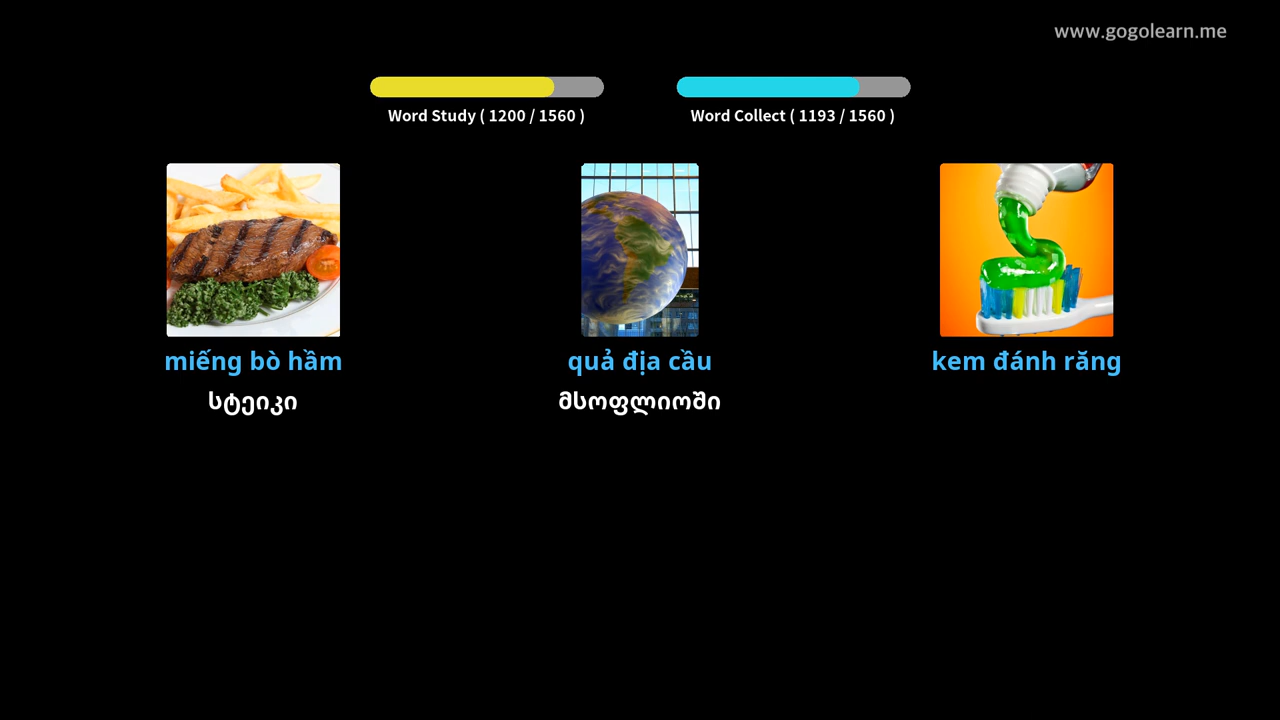 www.gogolearn.me
Word Study ( 1200 / 1560 )
Word Collect ( 1193 / 1560 )
miếng bò hầm
სტეიკი
quả địa cầu
მსოფლიოში
kem đánh răng